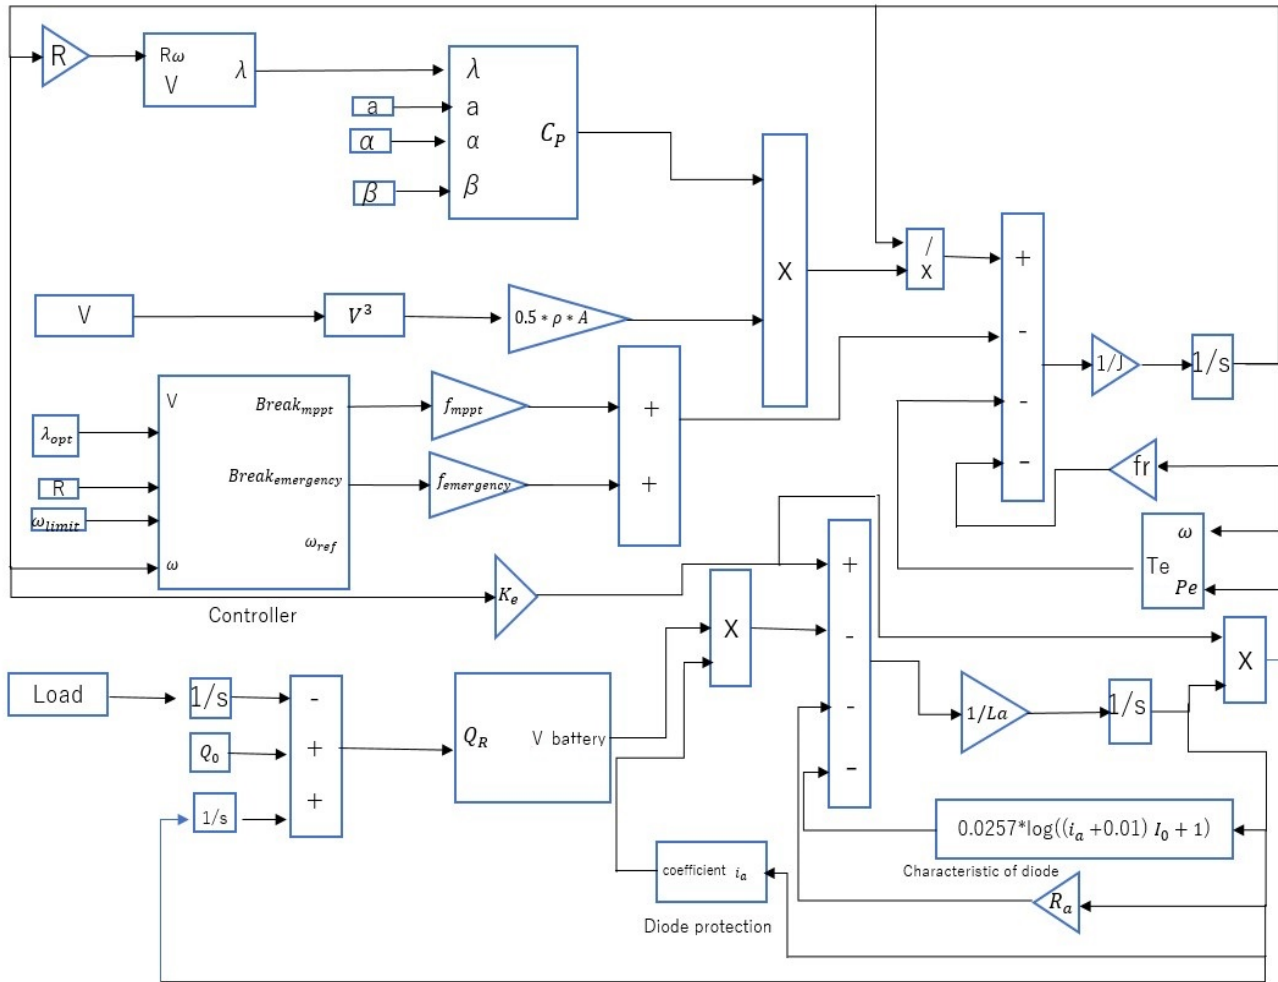 R
Rω
V
λ
λ
a
a
α
α
β
β
C_P
X
/
X
+
-
-
-
1/J
1/s
V
V³
0.5 * ρ * A
V
Break_mppt
f_mppt
+
λ_opt
R
ω_limit
ω
Break_emergency
f_emergency
+
ω_ref
Controller
K_e
fr
ω
Te
Pe
X
+
-
-
-
X
Load
1/s
-
Q_0
+
1/s
+
Q_R
V battery
1/La
1/s
0.0257*log((i_a +0.01) I_0 + 1)
Characteristic of diode
coefficient i_a
Diode protection
R_a